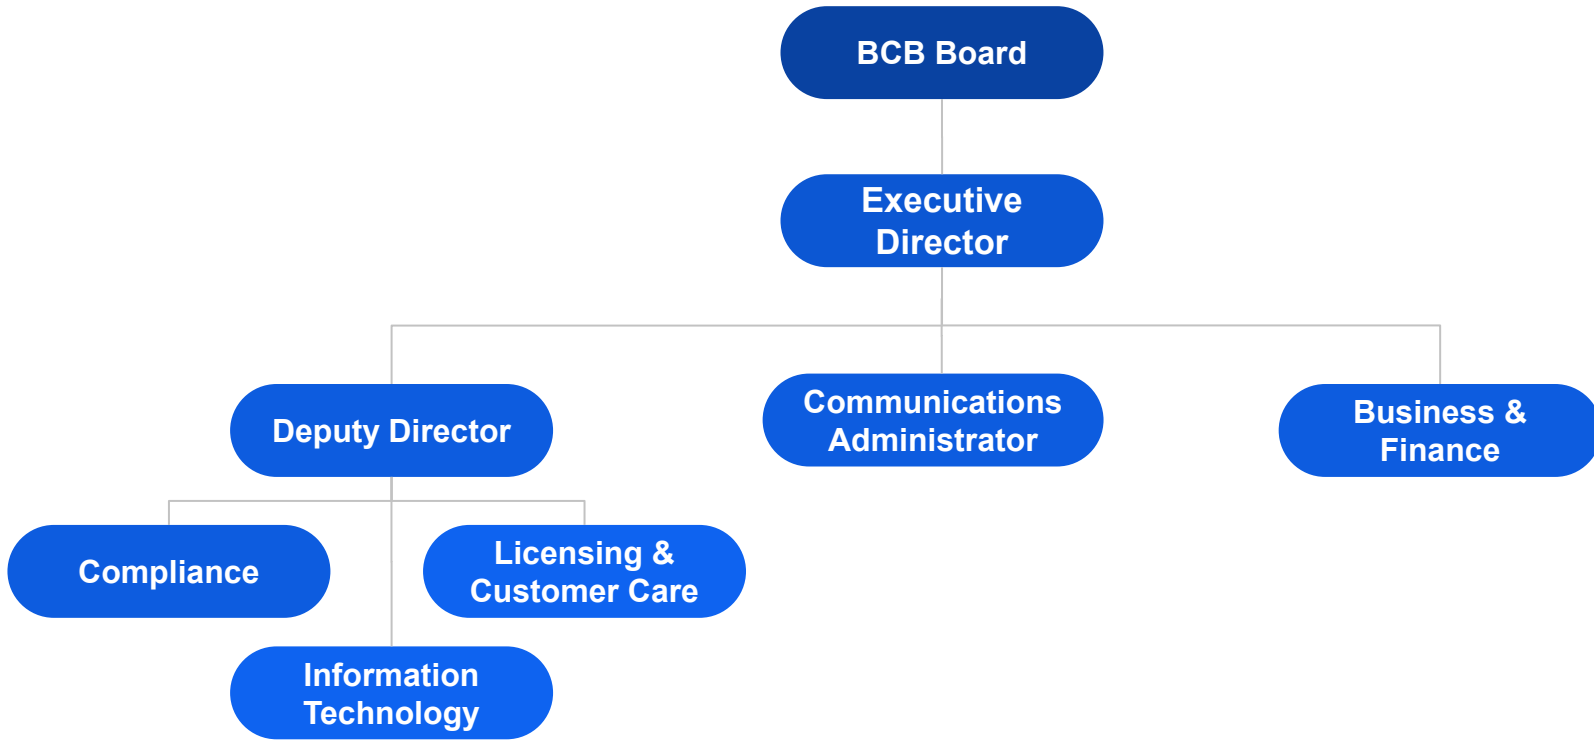 BCB Board
Executive
Director
Deputy Director
Communications
Administrator
Business &
Finance
Compliance
Licensing &
Customer Care
Information
Technology